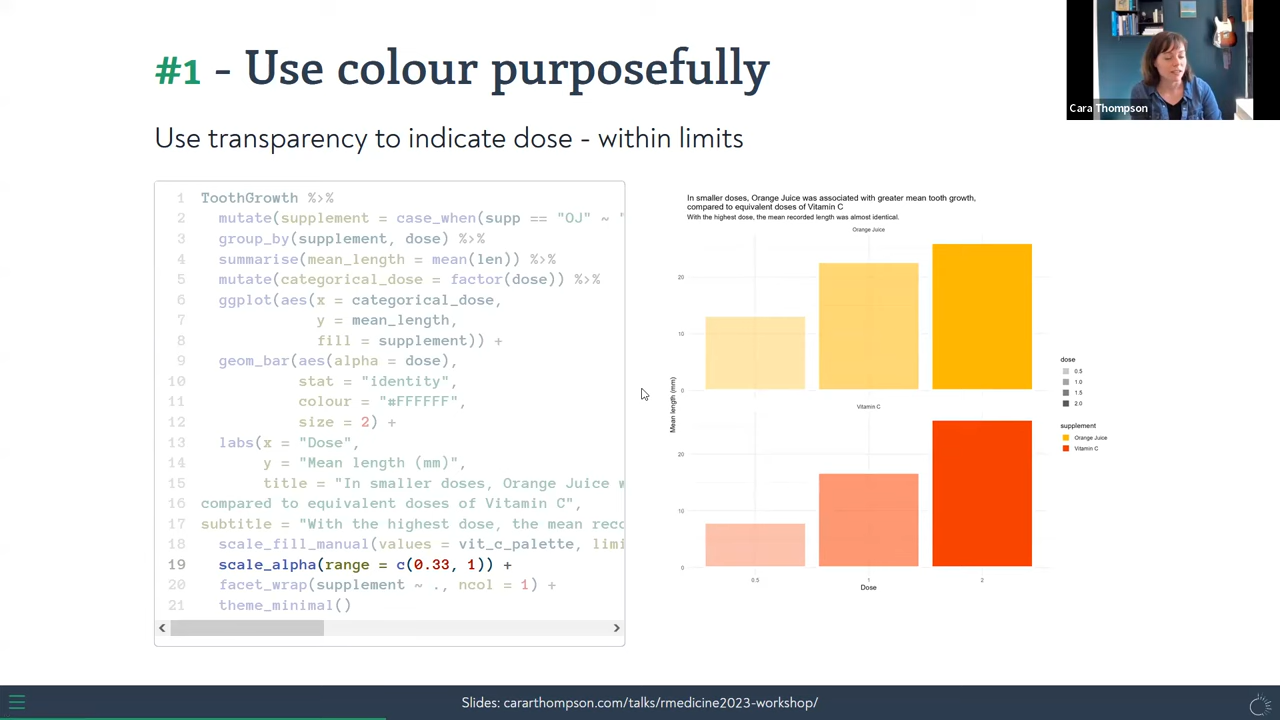 #1 - Use colour purposefully
Cara Thompson
Use transparency to indicate dose - within limits
1 ToothGrowth %>%
2 mutate(supplement = case_when(supp == "OJ" ~ "
3 group_by(supplement, dose) %>%
4 summarise(mean_length = mean(len)) %>%
5 mutate(categorical_dose = factor(dose)) %>%
6 ggplot(aes(x = categorical_dose,
7 y = mean_length,
8 fill = supplement)) +
9 geom_bar(aes(alpha = dose),
10 stat = "identity",
11 colour = "#FFFFFF",
12 size = 2) +
13 labs(x = "Dose",
14 y = "Mean length (mm)",
15 title = "In smaller doses, Orange Juice w
16 compared to equivalent doses of Vitamin C",
17 subtitle = "With the highest dose, the mean reco
18 scale_fill_manual(values = vit_c_palette, limi
19 scale_alpha(range = c(0.33, 1)) +
20 facet_wrap(supplement ~ ., ncol = 1) +
21 theme_minimal()
In smaller doses, Orange Juice was associated with greater mean tooth growth,
compared to equivalent doses of Vitamin C
With the highest dose, the mean recorded length was almost identical.
Orange Juice
20
10
0
Vitamin C
20
10
0
Mean length (mm)
0.5 1 2
Dose
dose
0.5
1.0
1.5
2.0
supplement
Orange Juice
Vitamin C
Slides: cararthompson.com/talks/rmedicine2023-workshop/